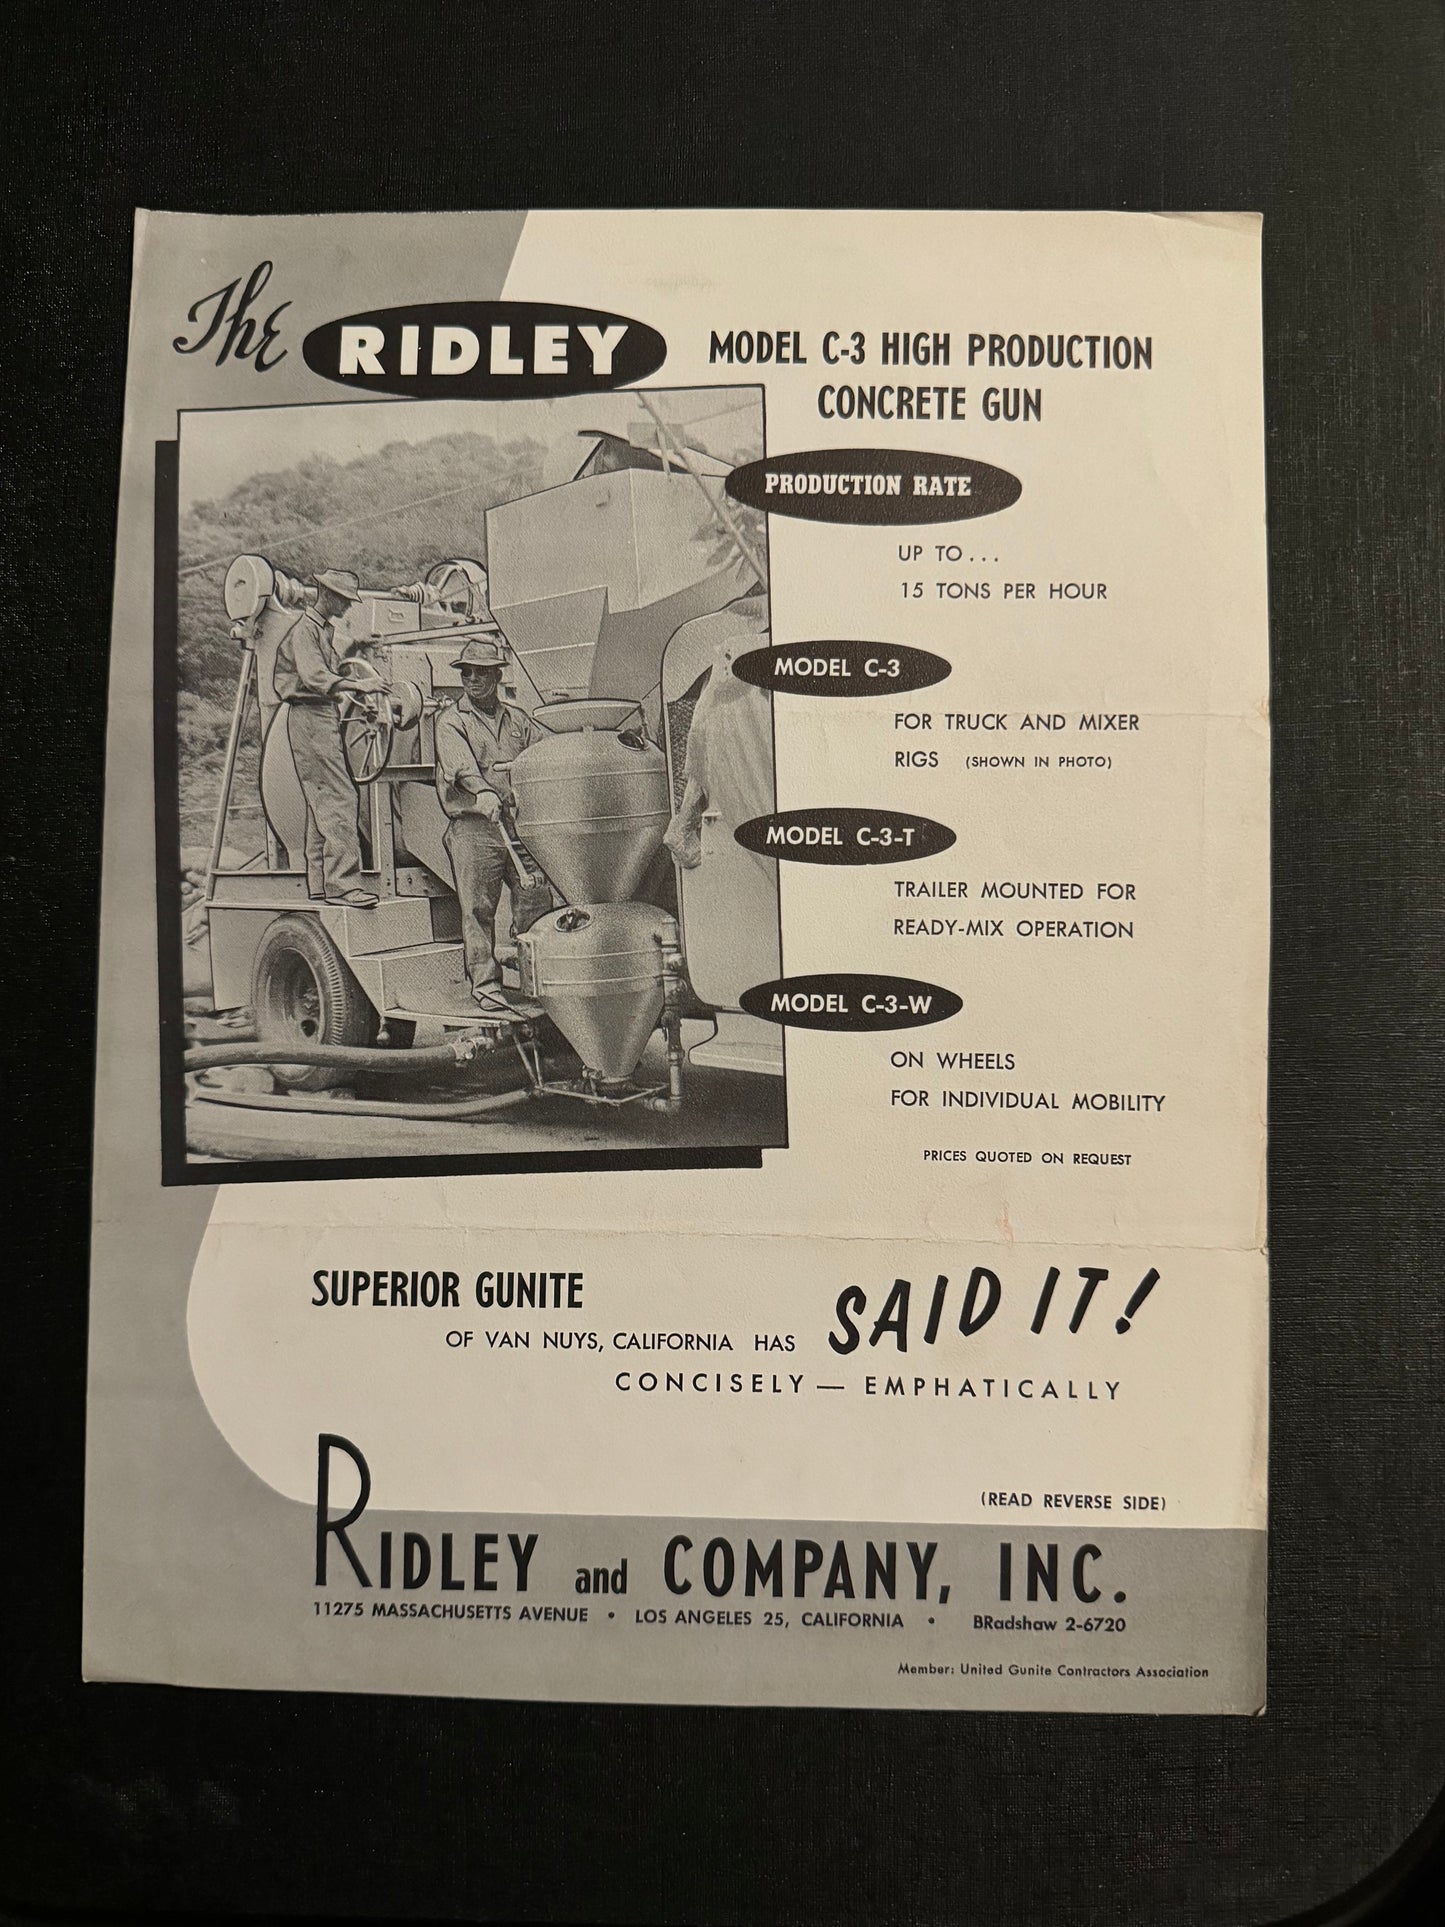 The RIDLEY
MODEL C-3 HIGH PRODUCTION
CONCRETE GUN
PRODUCTION RATE
UP TO...
15 TONS PER HOUR
MODEL C-3
FOR TRUCK AND MIXER
RIGS (SHOWN IN PHOTO)
MODEL C-3-T
TRAILER MOUNTED FOR
READY-MIX OPERATION
MODEL C-3-W
ON WHEELS
FOR INDIVIDUAL MOBILITY
PRICES QUOTED ON REQUEST
SUPERIOR GUNITE
OF VAN NUYS, CALIFORNIA HAS SAID IT!
CONCISELY — EMPHATICALLY
(READ REVERSE SIDE)
RIDLEY and COMPANY, INC.
11275 MASSACHUSETTS AVENUE • LOS ANGELES 25, CALIFORNIA • BRadshaw 2-6720
Member: United Gunite Contractors Association